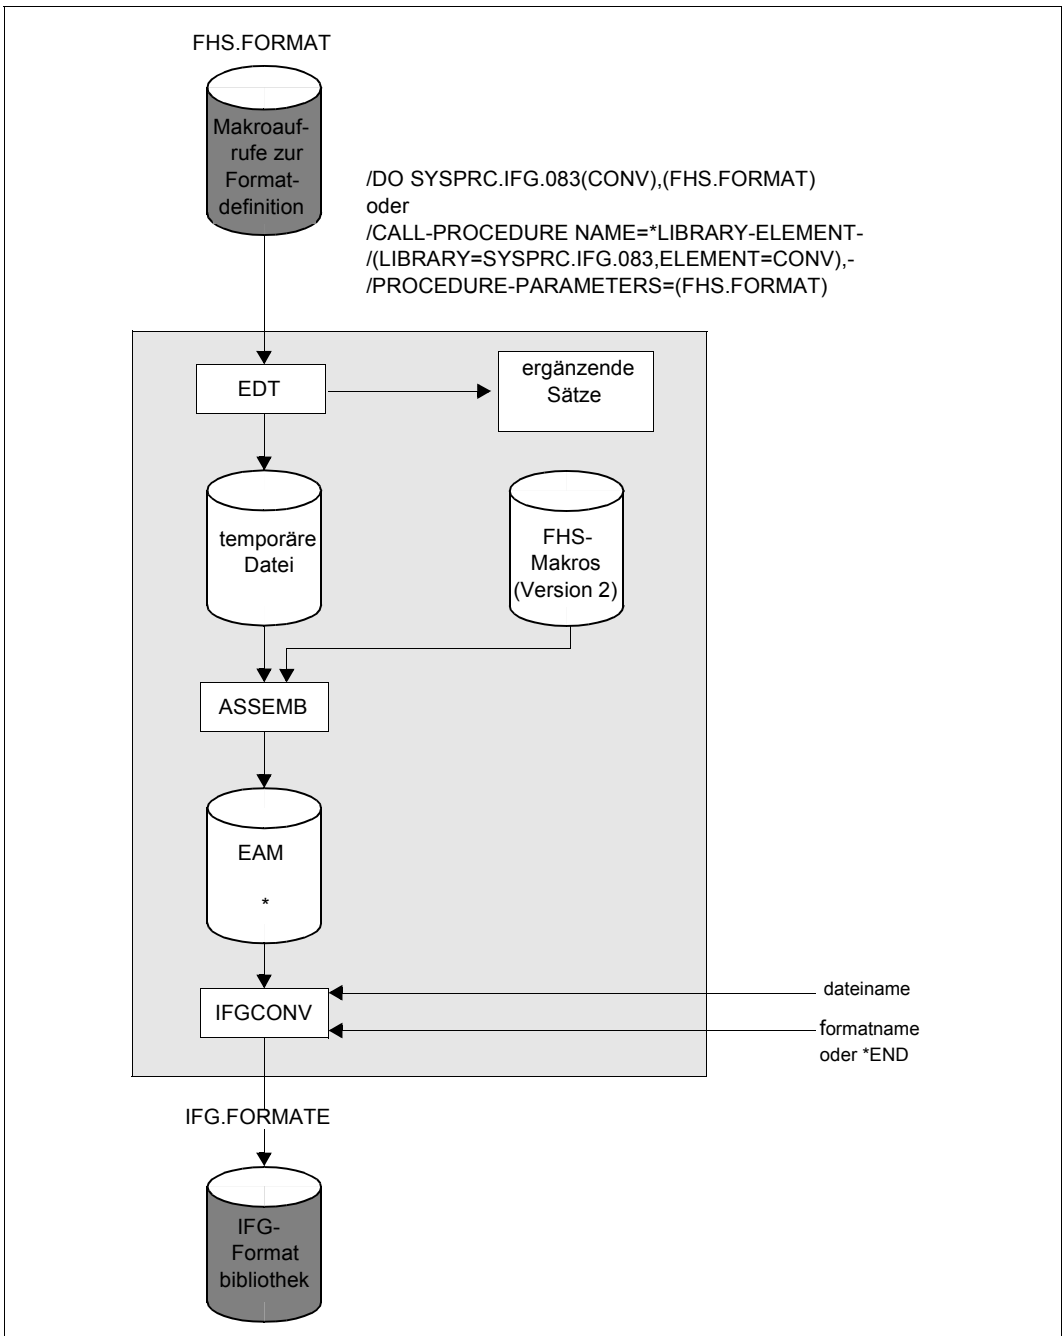 FHS.FORMAT
Makroauf-
rufe zur
Format-
definition
/DO SYSPRC.IFG.083(CONV),(FHS.FORMAT)
oder
/CALL-PROCEDURE NAME=*LIBRARY-ELEMENT-
/(LIBRARY=SYSPRC.IFG.083,ELEMENT=CONV),-
/PROCEDURE-PARAMETERS=(FHS.FORMAT)
EDT
ergänzende
Sätze
temporäre
Datei
FHS-
Makros
(Version 2)
ASSEMB
EAM
*
IFGCONV
dateiname
formatname
oder *END
IFG.FORMATE
IFG-
Format
bibliothek